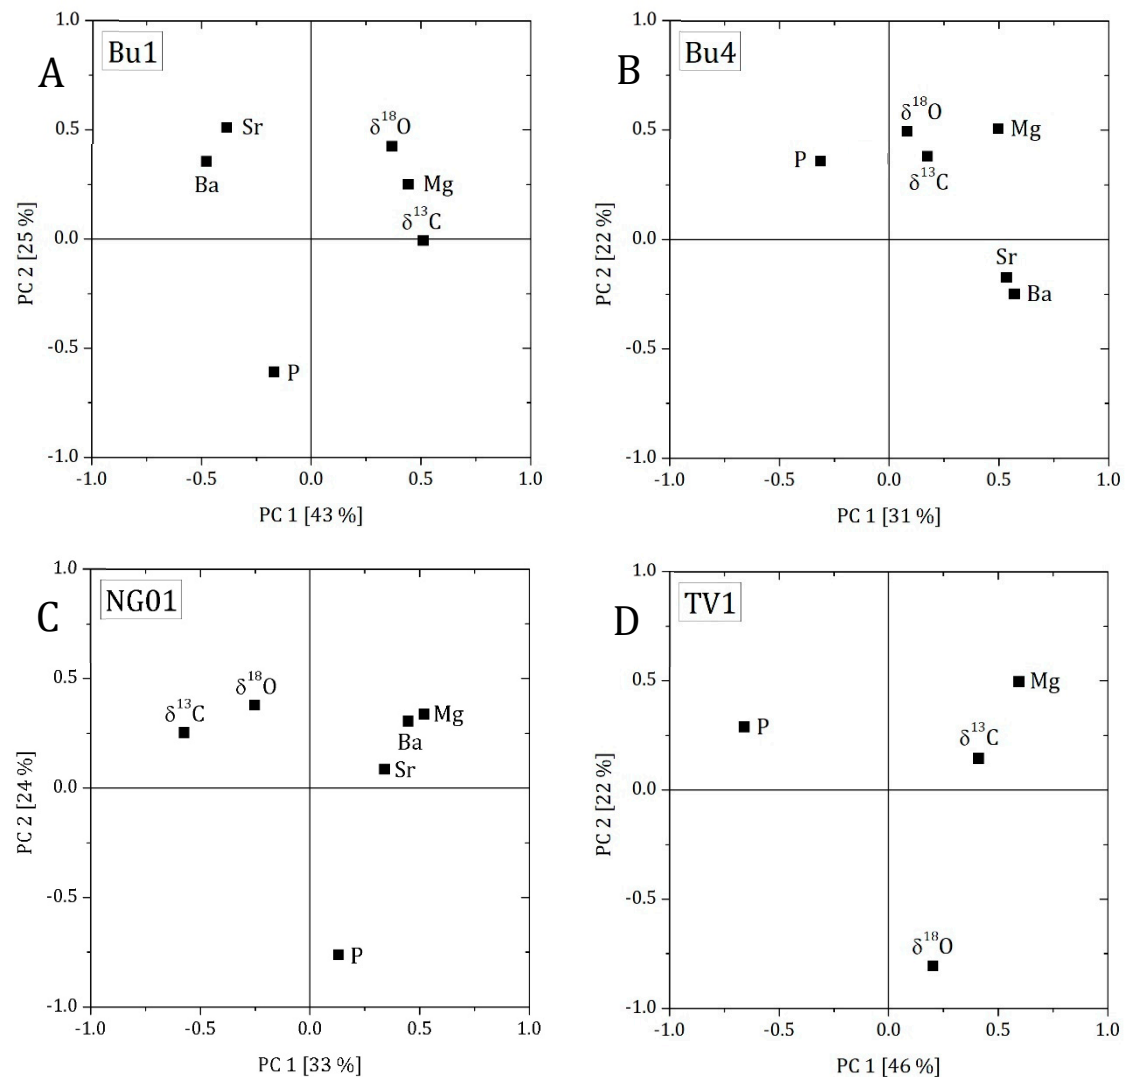 A
Bu1
1.0
0.5
0.0
-0.5
-1.0
PC 2 [25 %]
Sr
Ba
δ¹⁸O
Mg
δ¹³C
P
-1.0 -0.5 0.0 0.5 1.0
PC 1 [43 %]
B
Bu4
1.0
0.5
0.0
-0.5
-1.0
PC 2 [22 %]
δ¹⁸O
Mg
P
δ¹³C
Sr
Ba
-1.0 -0.5 0.0 0.5 1.0
PC 1 [31 %]
C
NG01
1.0
0.5
0.0
-0.5
-1.0
PC 2 [24 %]
δ¹⁸O
δ¹³C
Mg
Ba
Sr
P
-1.0 -0.5 0.0 0.5 1.0
PC 1 [33 %]
D
TV1
1.0
0.5
0.0
-0.5
-1.0
PC 2 [22 %]
Mg
P
δ¹³C
δ¹⁸O
-1.0 -0.5 0.0 0.5 1.0
PC 1 [46 %]